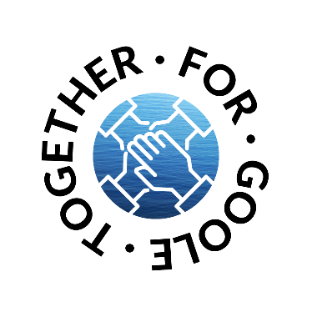 TOGETHER · FOR · GOOLE ·